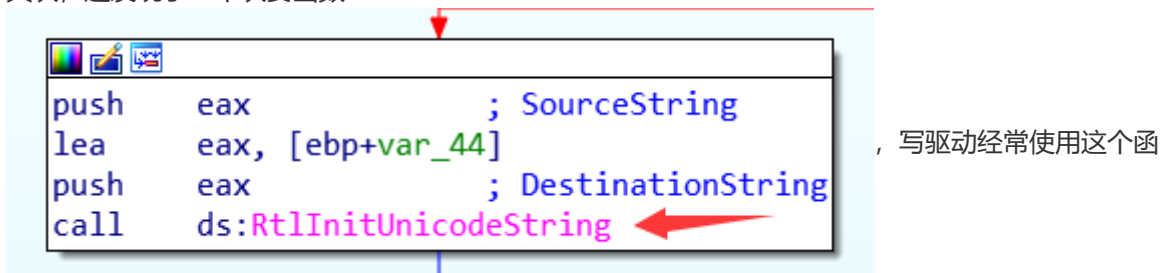 push    eax             ; SourceString
lea     eax, [ebp+var_44]
，写驱动经常使用这个函
push    eax             ; DestinationString
call    ds:RtlInitUnicodeString